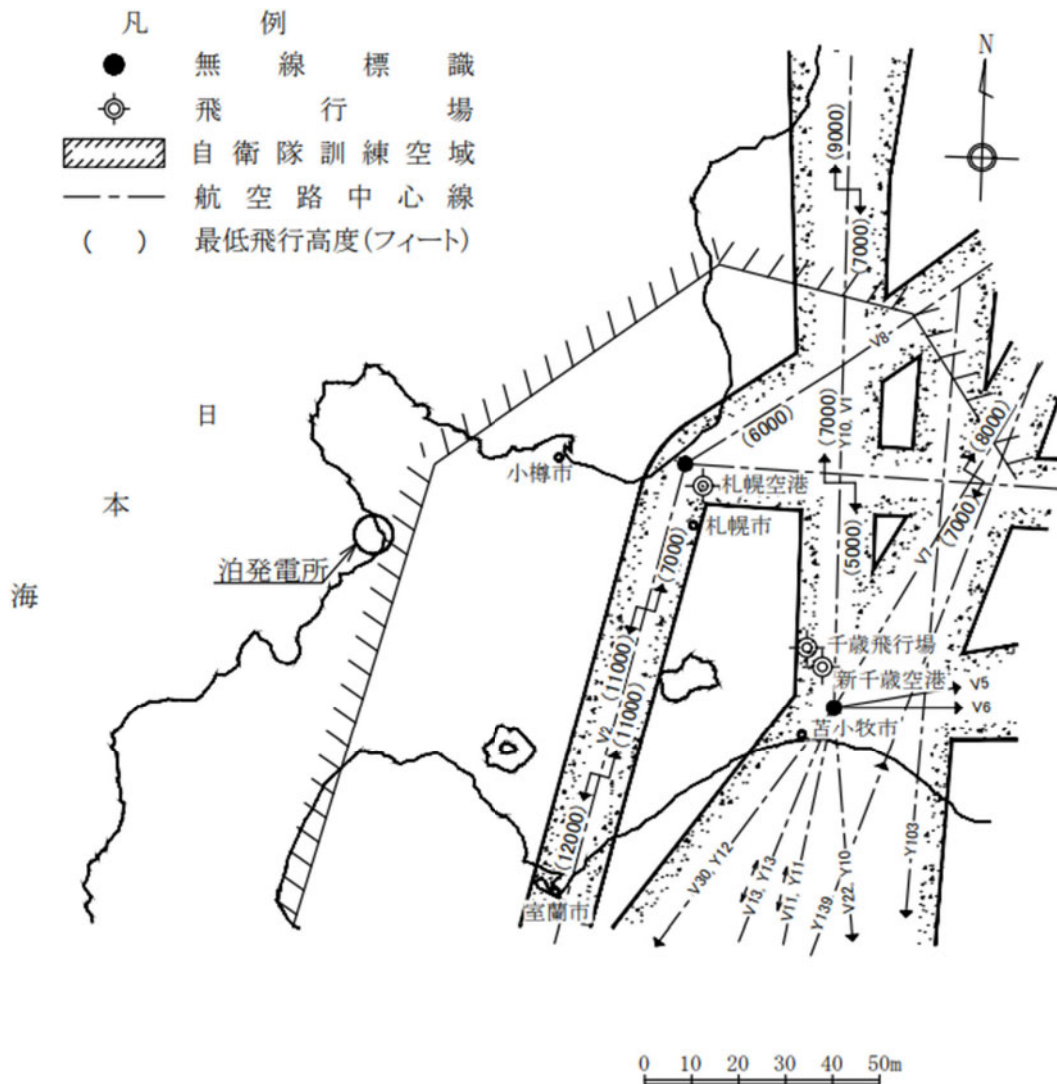 凡 例
無線標識
飛行場
自衛隊訓練空域
航空路中心線
( ) 最低飛行高度(フィート)
N
(9000)
(7000)
V8
(6000)
(7000)
Y10, V1
(8000)
小樽市
札幌空港
札幌市
(7000)
(5000)
V7
(7000)
日
本
海
泊発電所
千歳飛行場
新千歳空港
V5
V6
苫小牧市
(11000)
V2
(11000)
(12000)
室蘭市
V30, Y12
V13, Y13
V11, Y11
Y139
V22, Y10
Y103
0 10 20 30 40 50m